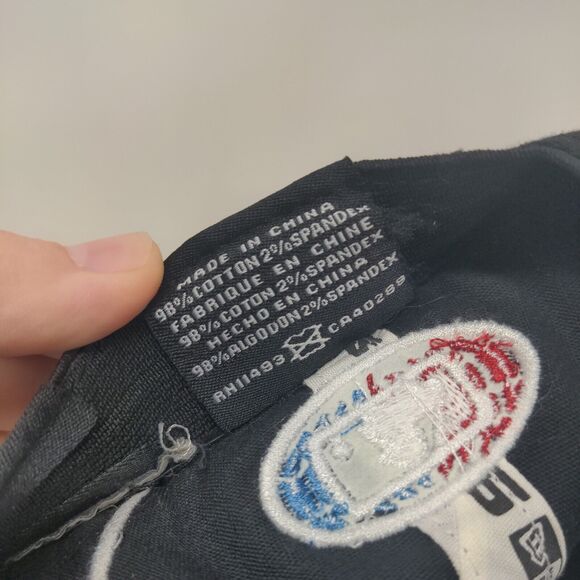 MADE IN CHINA
98%COTTON2%SPANDEX
FABRIQUE EN CHINE
98%COTON2%SPANDEX
HECHO EN CHINA
98%ALGODON2%SPANDEX
RN11493 CA40289